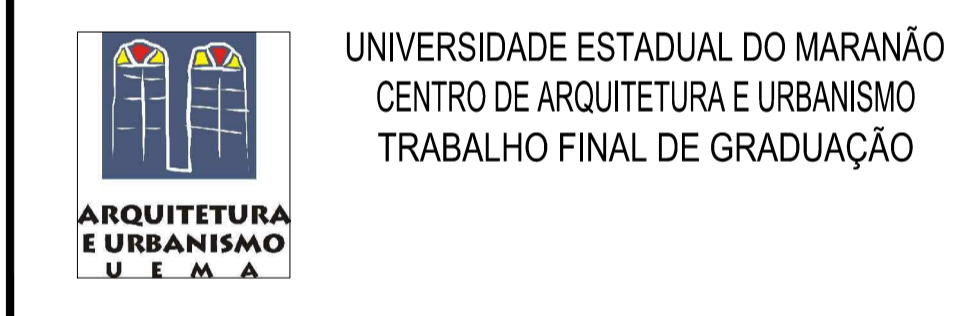 UNIVERSIDADE ESTADUAL DO MARANÃO
CENTRO DE ARQUITETURA E URBANISMO
TRABALHO FINAL DE GRADUAÇÃO
ARQUITETURA
E URBANISMO
U E M A